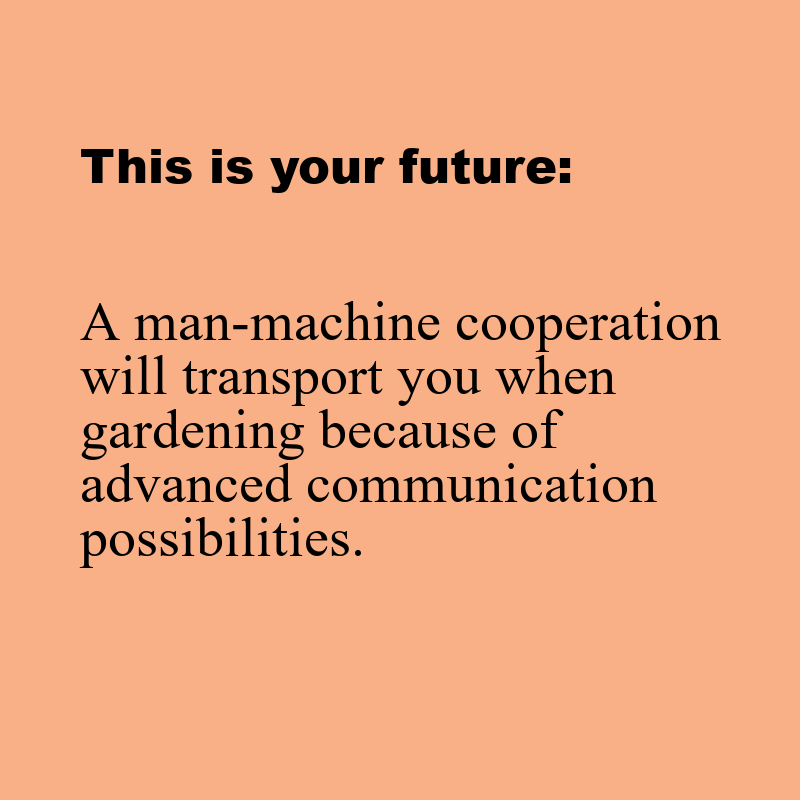 This is your future:
A man-machine cooperation
will transport you when
gardening because of
advanced communication
possibilities.